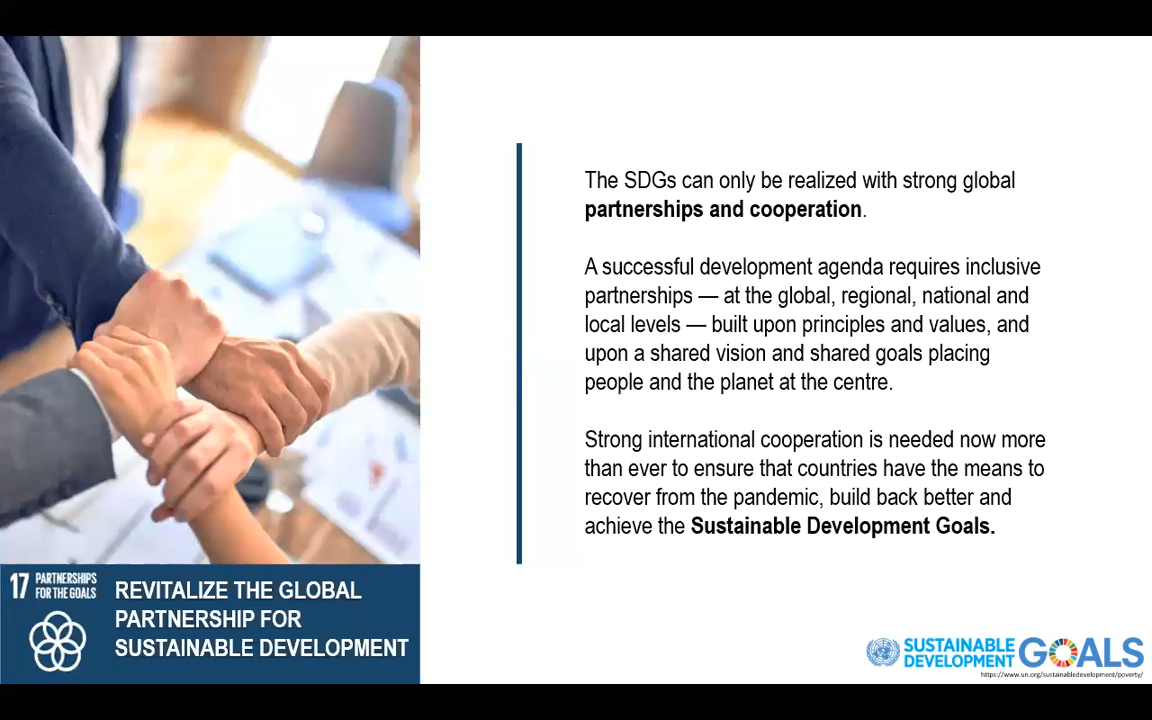 The SDGs can only be realized with strong global
partnerships and cooperation.
A successful development agenda requires inclusive
partnerships — at the global, regional, national and
local levels — built upon principles and values, and
upon a shared vision and shared goals placing
people and the planet at the centre.
Strong international cooperation is needed now more
than ever to ensure that countries have the means to
recover from the pandemic, build back better and
achieve the Sustainable Development Goals.
17 PARTNERSHIPS
FOR THE GOALS
REVITALIZE THE GLOBAL
PARTNERSHIP FOR
SUSTAINABLE DEVELOPMENT
SUSTAINABLE
DEVELOPMENT
GOALS
https://www.un.org/sustainabledevelopment/poverty/